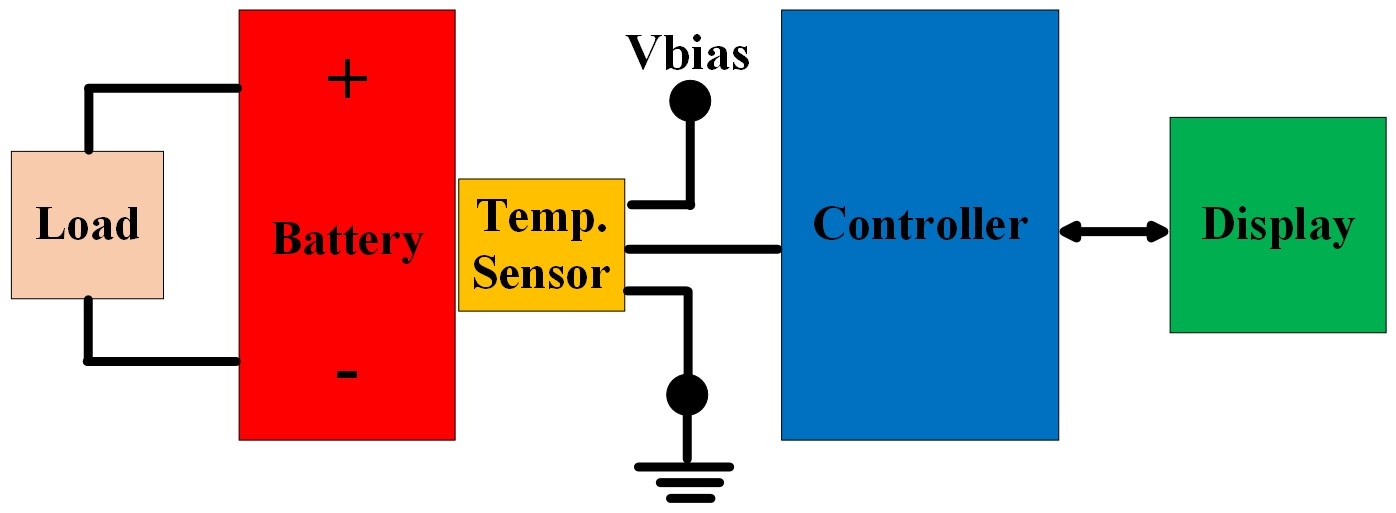 Vbias
+
Load
Battery
Temp.
Sensor
Controller
Display
-